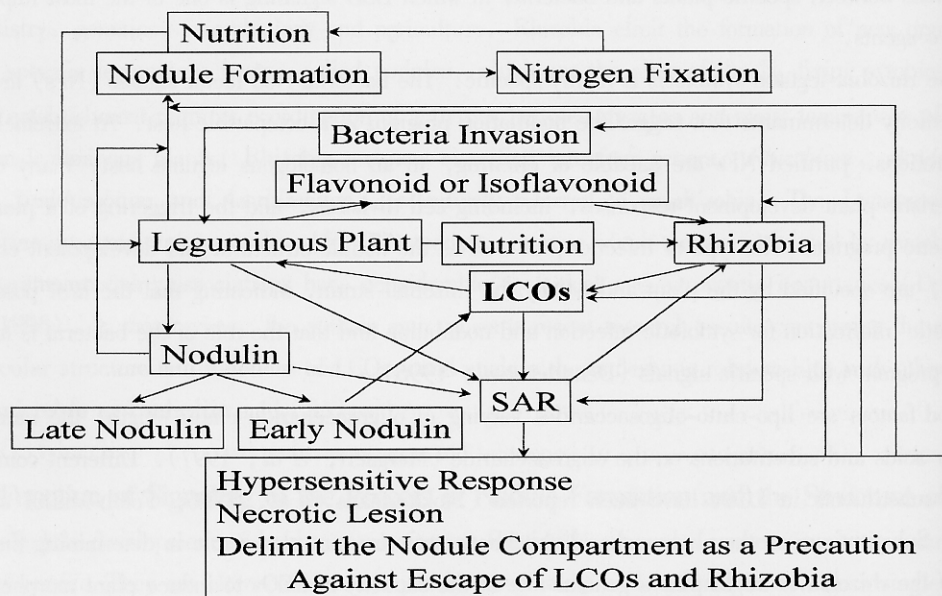 Nutrition
Nodule Formation
Nitrogen Fixation
Bacteria Invasion
Flavonoid or Isoflavonoid
Leguminous Plant
Nutrition
Rhizobia
LCOs
Nodulin
SAR
Late Nodulin
Early Nodulin
Hypersensitive Response
Necrotic Lesion
Delimit the Nodule Compartment as a Precaution
Against Escape of LCOs and Rhizobia